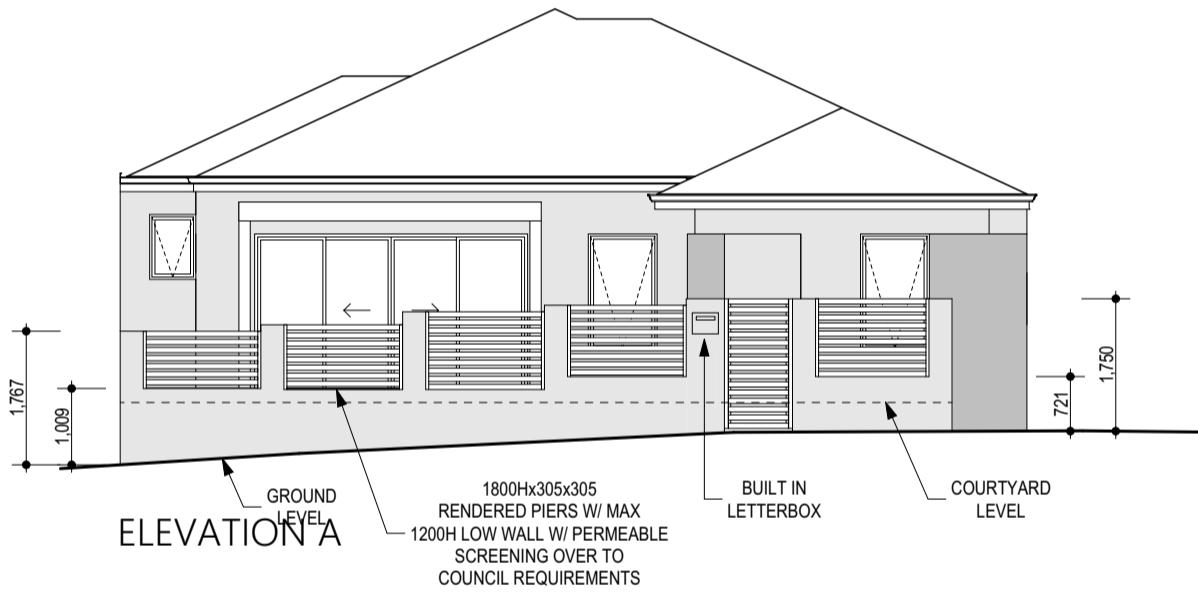 1,767
1,009
1,750
721
GROUND
LEVEL
ELEVATION A
1800Hx305x305
RENDERED PIERS W/ MAX
1200H LOW WALL W/ PERMEABLE
SCREENING OVER TO
COUNCIL REQUIREMENTS
BUILT IN
LETTERBOX
COURTYARD
LEVEL